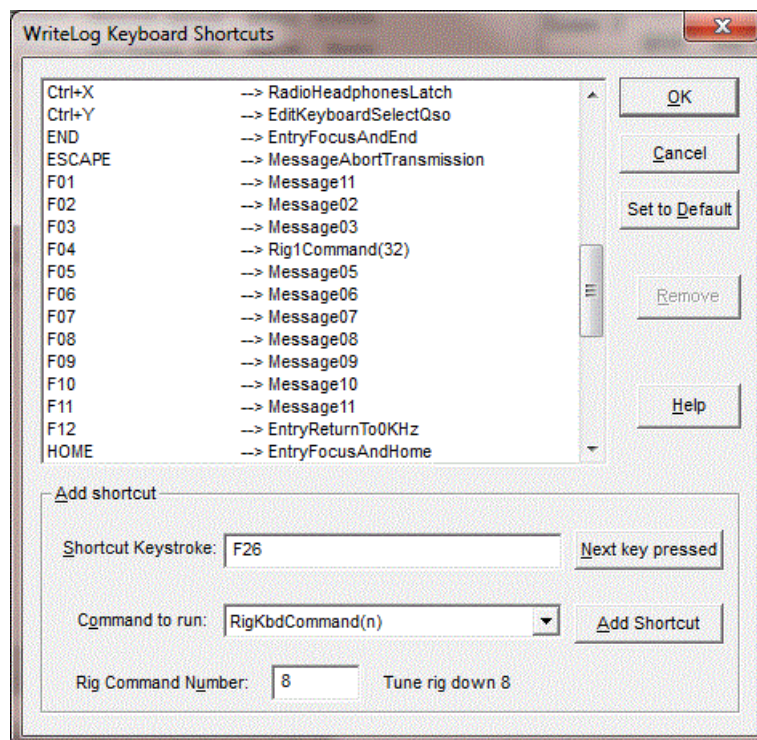 WriteLog Keyboard Shortcuts
X
Ctrl+X --> RadioHeadphonesLatch
Ctrl+Y --> EditKeyboardSelectQso
END --> EntryFocusAndEnd
ESCAPE --> MessageAbortTransmission
F01 --> Message11
F02 --> Message02
F03 --> Message03
F04 --> Rig1Command(32)
F05 --> Message05
F06 --> Message06
F07 --> Message07
F08 --> Message08
F09 --> Message09
F10 --> Message10
F11 --> Message11
F12 --> EntryReturnTo0KHz
HOME --> EntryFocusAndHome
OK
Cancel
Set to Default
Remove
Help
Add shortcut
Shortcut Keystroke: F26 Next key pressed
Command to run: RigKbdCommand(n) Add Shortcut
Rig Command Number: 8 Tune rig down 8